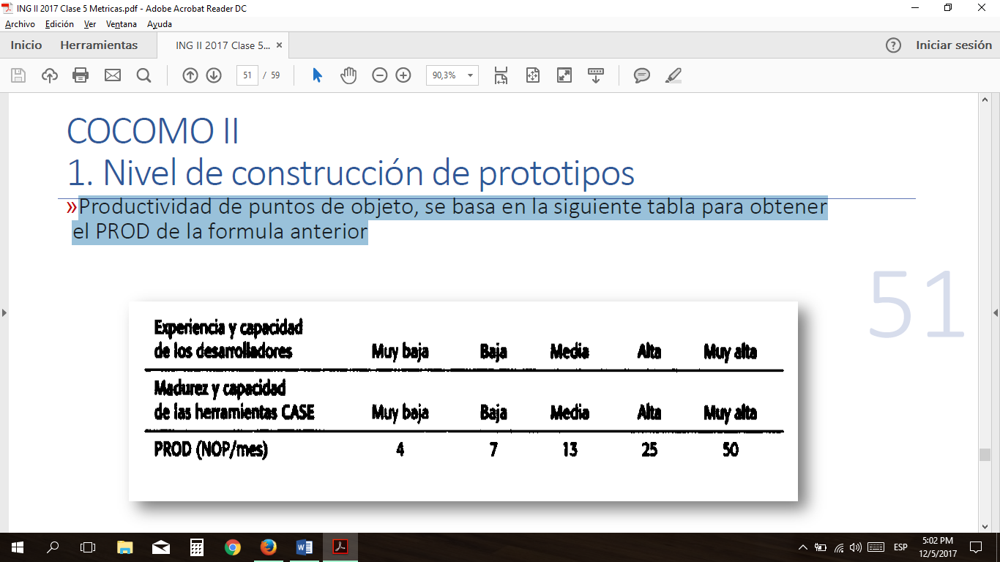 ING II 2017 Clase 5 Metricas.pdf - Adobe Acrobat Reader DC
Archivo Edición Ver Ventana Ayuda
Inicio Herramientas ING II 2017 Clase 5... × ? Iniciar sesión
51 / 59 90,3%
COCOMO II
1. Nivel de construcción de prototipos
»Productividad de puntos de objeto, se basa en la siguiente tabla para obtener
el PROD de la formula anterior
51
Experiencia y capacidad
de los desarrolladores Muy baja Baja Media Alta Muy alta
Madurez y capacidad
de las herramientas CASE Muy baja Baja Media Alta Muy alta
PROD (NOP/mes) 4 7 13 25 50
ESP
5:02 PM
12/5/2017